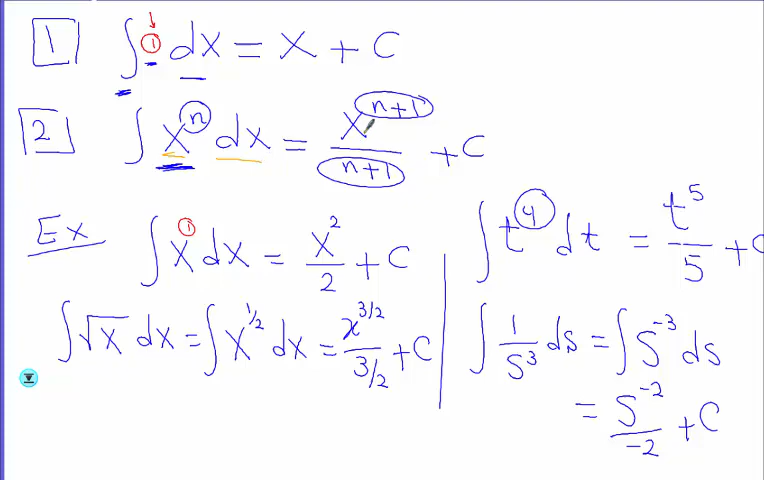 1 ∫ 1 dx = x + C
2 ∫ xⁿ dx = xⁿ⁺¹/(n+1) + C
Ex ∫ x¹ dx = x²/2 + C
∫ √x dx = ∫ x^(1/2) dx = x^(3/2)/(3/2) + C
∫ t⁴ dt = t⁵/5 + C
∫ 1/S³ ds = ∫ S⁻³ ds
= S⁻²/-2 + C